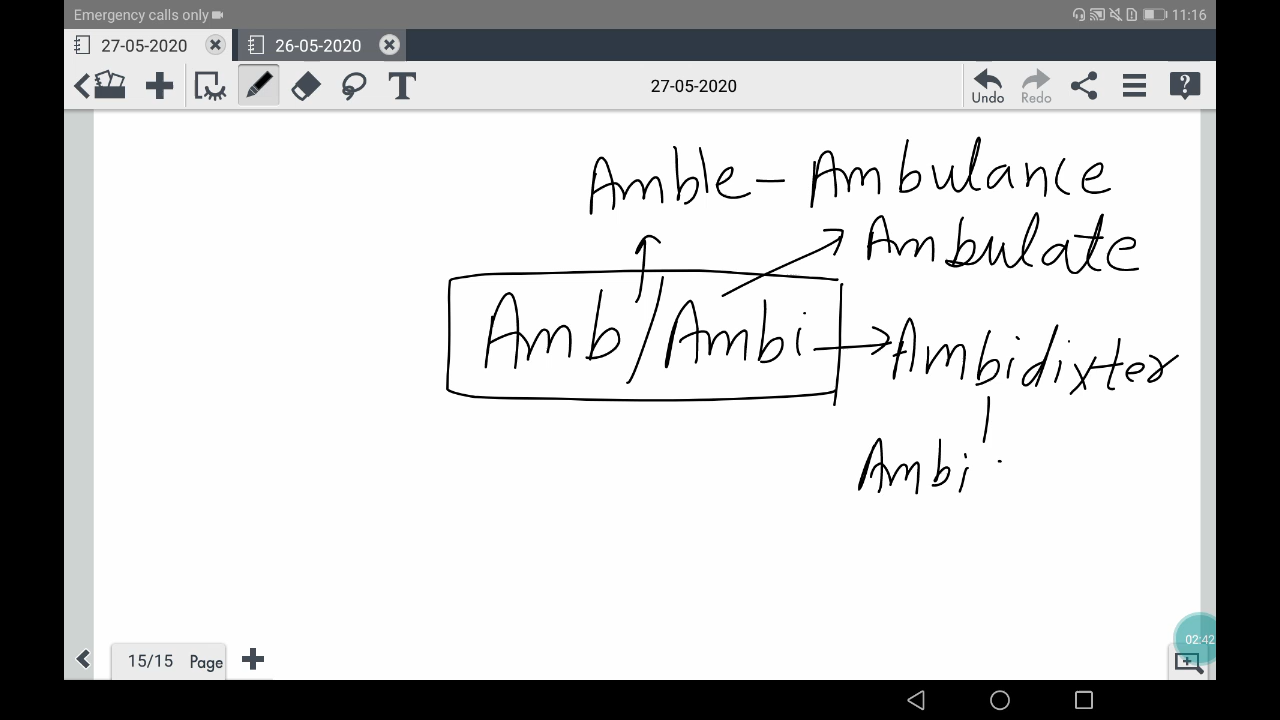 Emergency calls only 11:16
27-05-2020 26-05-2020
T 27-05-2020 Undo Redo ?
Amble - Ambulance
Ambulate
Amb/Ambi
Ambidixter
Ambi
02:42
15/15 Page